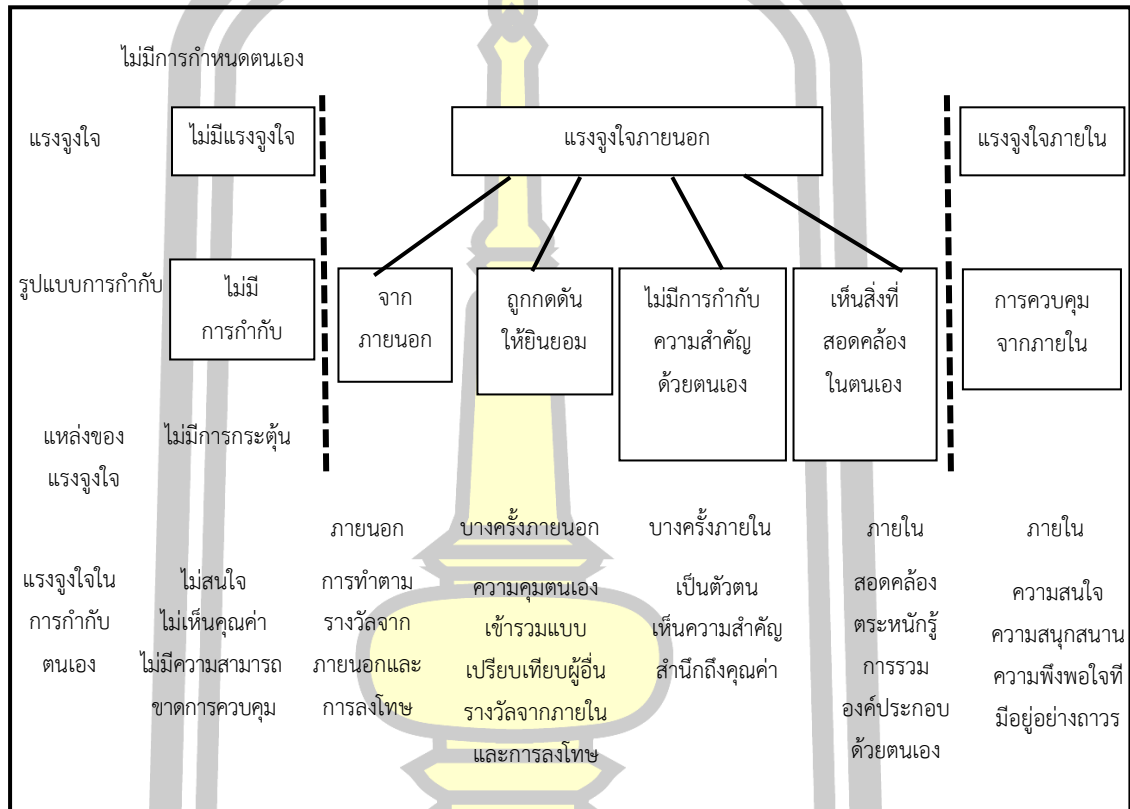 ไม่มีการกำหนดตนเอง
แรงจูงใจ
ไม่มีแรงจูงใจ
แรงจูงใจภายนอก
แรงจูงใจภายใน
รูปแบบการกำกับ
ไม่มี
การกำกับ
จาก
ภายนอก
ถูกกดดัน
ให้ยินยอม
ไม่มีการกำกับ
ความสำคัญ
ด้วยตนเอง
เห็นสิ่งที่
สอดคล้อง
ในตนเอง
การควบคุม
จากภายใน
แหล่งของ
แรงจูงใจ
ไม่มีการกระตุ้น
ภายนอก
บางครั้งภายนอก
บางครั้งภายใน
ภายใน
ภายใน
แรงจูงใจใน
การกำกับ
ตนเอง
ไม่สนใจ
ไม่เห็นคุณค่า
ไม่มีความสามารถ
ขาดการควบคุม
การทำตาม
รางวัลจาก
ภายนอกและ
การลงโทษ
ความคุมตนเอง
เข้ารวมแบบ
เปรียบเทียบผู้อื่น
รางวัลจากภายใน
และการลงโทษ
เป็นตัวตน
เห็นความสำคัญ
สำนึกถึงคุณค่า
สอดคล้อง
ตระหนักรู้
การรวม
องค์ประกอบ
ด้วยตนเอง
ความสนใจ
ความสนุกสนาน
ความพึงพอใจที
มีอยู่อย่างถาวร